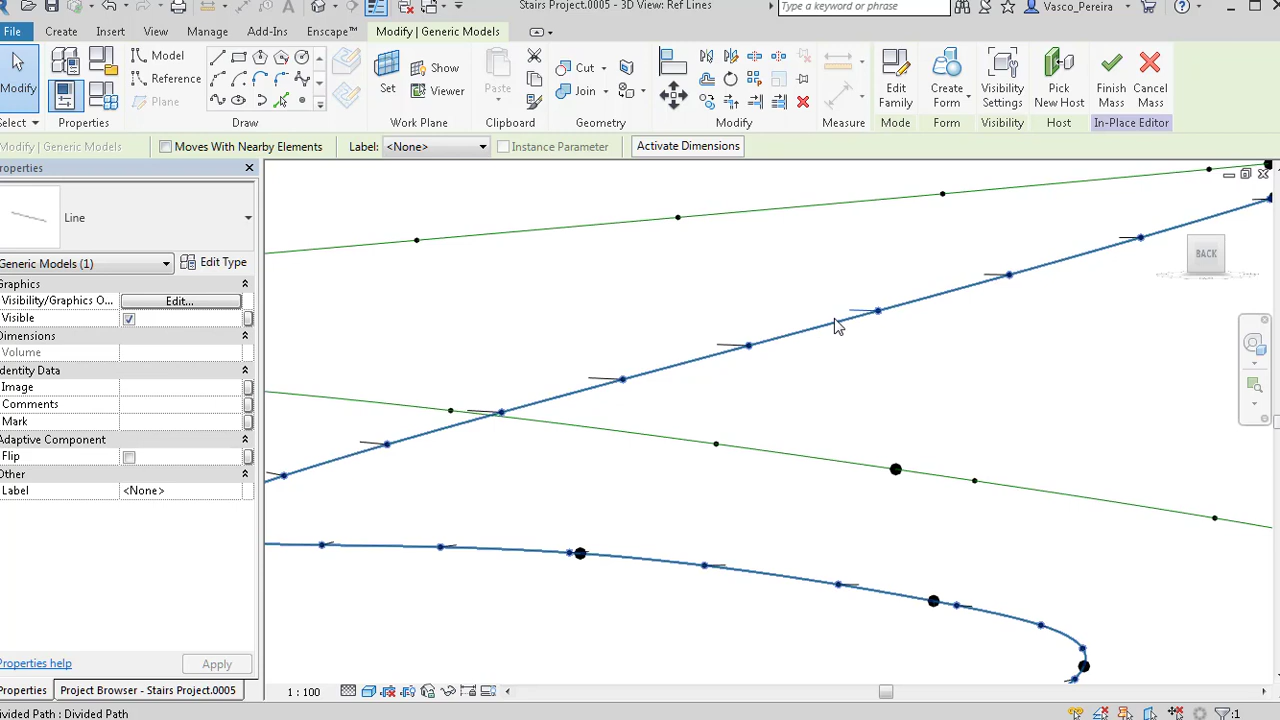 Stairs Project.0005 - 3D View: Ref Lines
Type a keyword or phrase
Vasco_Pereira
File Create Insert View Manage Add-Ins Enscape™ Modify | Generic Models
Modify
Select
Properties
Model
Reference
Plane
Draw
Set
Show
Viewer
Work Plane
Paste
Clipboard
Cut
Join
Geometry
Modify
Measure
Edit Family
Mode
Create Form
Form
Visibility Settings
Visibility
Pick New Host
Host
Finish Mass
Cancel Mass
In-Place Editor
Modify | Generic Models
Moves With Nearby Elements
Label: <None>
Instance Parameter
Activate Dimensions
roperties
Line
Generic Models (1)
Edit Type
Graphics
Visibility/Graphics O... Edit...
Visible
Dimensions
Volume
Identity Data
Image
Comments
Mark
Adaptive Component
Flip
Other
Label <None>
BACK
Properties help
Apply
Properties
Project Browser - Stairs Project.0005
1 : 100
Divided Path : Divided Path
:1